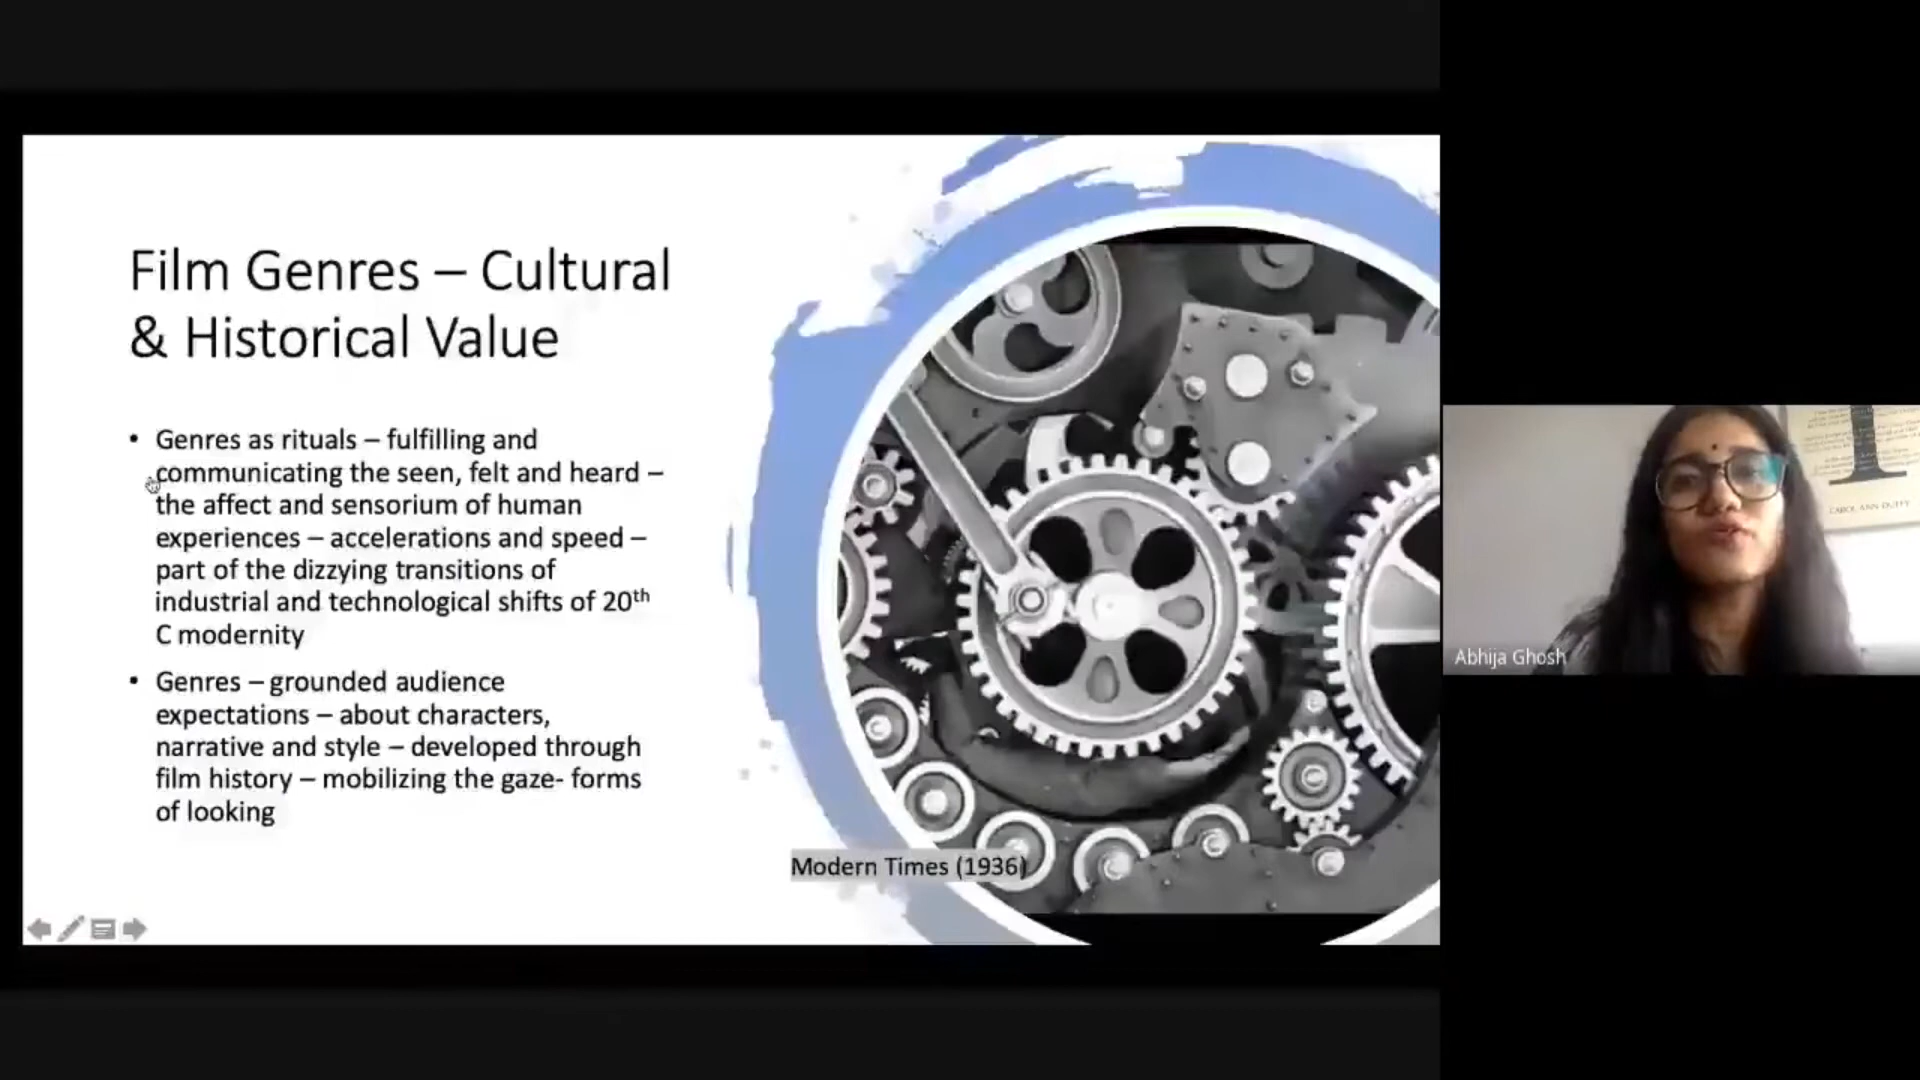 Film Genres – Cultural
& Historical Value
• Genres as rituals – fulfilling and
communicating the seen, felt and heard –
the affect and sensorium of human
experiences – accelerations and speed –
part of the dizzying transitions of
industrial and technological shifts of 20th
C modernity
• Genres – grounded audience
expectations – about characters,
narrative and style – developed through
film history – mobilizing the gaze- forms
of looking
Modern Times (1936)
CAROL ANN DUFFY
Abhija Ghosh